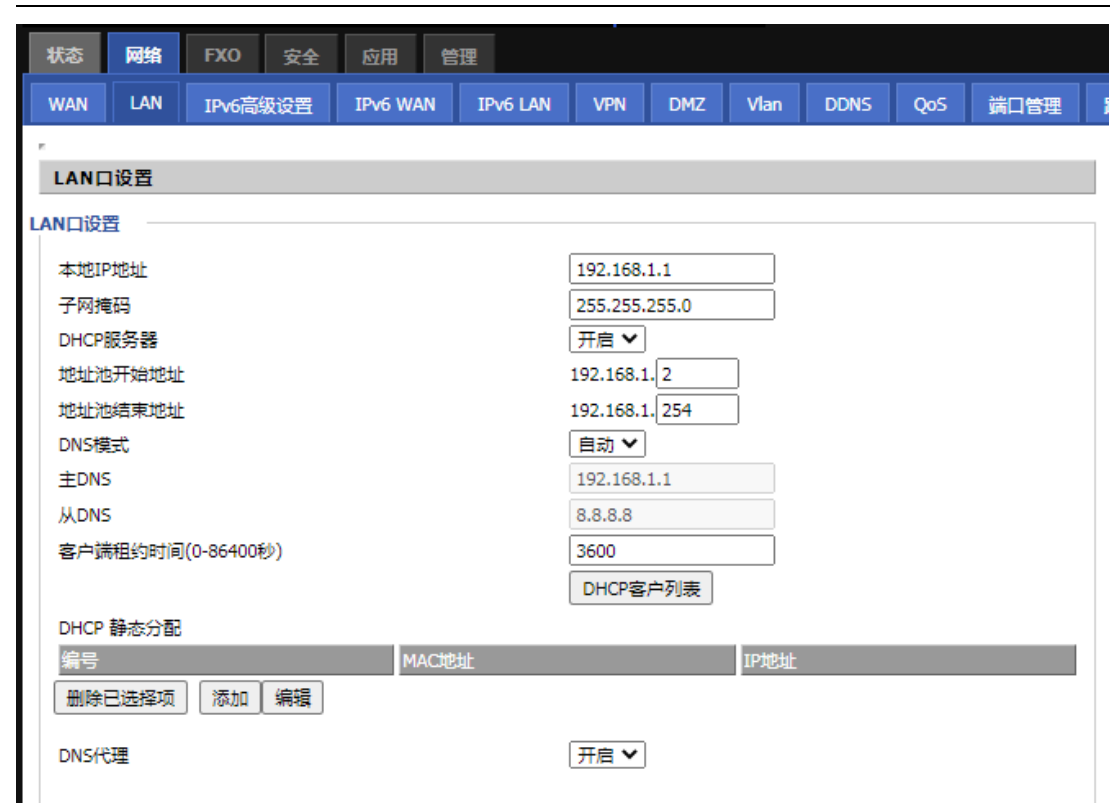 状态 网络 FXO 安全 应用 管理
WAN LAN IPv6高级设置 IPv6 WAN IPv6 LAN VPN DMZ Vlan DDNS QoS 端口管理
LAN口设置
LAN口设置
本地IP地址 192.168.1.1
子网掩码 255.255.255.0
DHCP服务器 开启
地址池开始地址 192.168.1. 2
地址池结束地址 192.168.1. 254
DNS模式 自动
主DNS 192.168.1.1
从DNS 8.8.8.8
客户端租约时间(0-86400秒) 3600
DHCP客户列表
DHCP 静态分配
编号 MAC地址 IP地址
删除已选择项 添加 编辑
DNS代理 开启